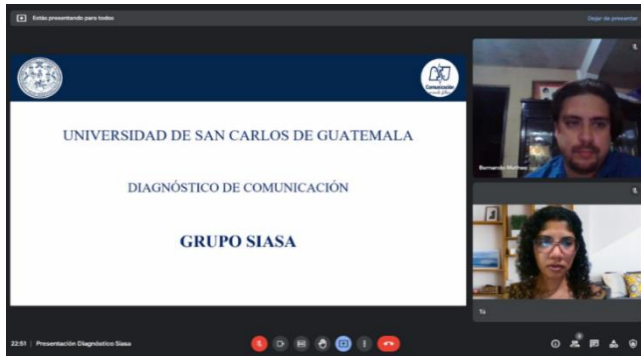 Estás presentando para todos
Dejar de presentar
Comunicación
UNIVERSIDAD DE SAN CARLOS DE GUATEMALA
DIAGNÓSTICO DE COMUNICACIÓN
GRUPO SIASA
Tú
22:51 | Presentación Diagnóstico Siasa